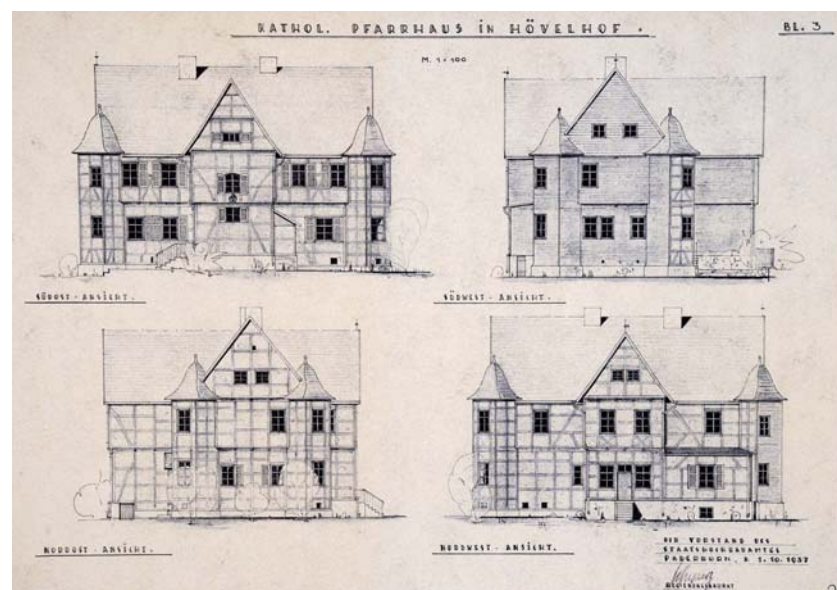 KATHOL. PFARRHAUS IN HÖVELHOF.
BL. 3
M. 1:100
SÜDOST-ANSICHT.
SÜDWEST-ANSICHT.
NORDOST-ANSICHT.
NORDWEST-ANSICHT.
DER VORSTAND DES
STAATSHOCHBAUAMTES
PADERBORN, D. 1.10.1937
REGIERUNGSBAURAT